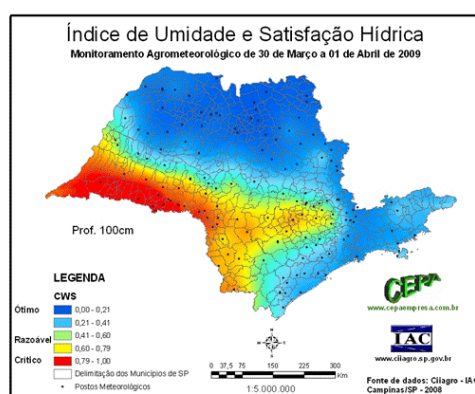 Índice de Umidade e Satisfação Hídrica
Monitoramento Agrometeorológico de 30 de Março a 01 de Abril de 2009
Prof. 100cm
LEGENDA
CWS
Ótimo
0,00 - 0,21
0,21 - 0,41
Razoável
0,41 - 0,60
0,60 - 0,79
Crítico
0,79 - 1,00
Delimitação dos Municípios de SP
Postos Meteorológicos
0 37,5 75 150 225 300
Km
1:5.000.000
CEPA
www.cepaempresa.com.br
IAC
www.ciiagro.sp.gov.br
Fonte de dados: Ciiagro - IAC
Campinas/SP - 2008